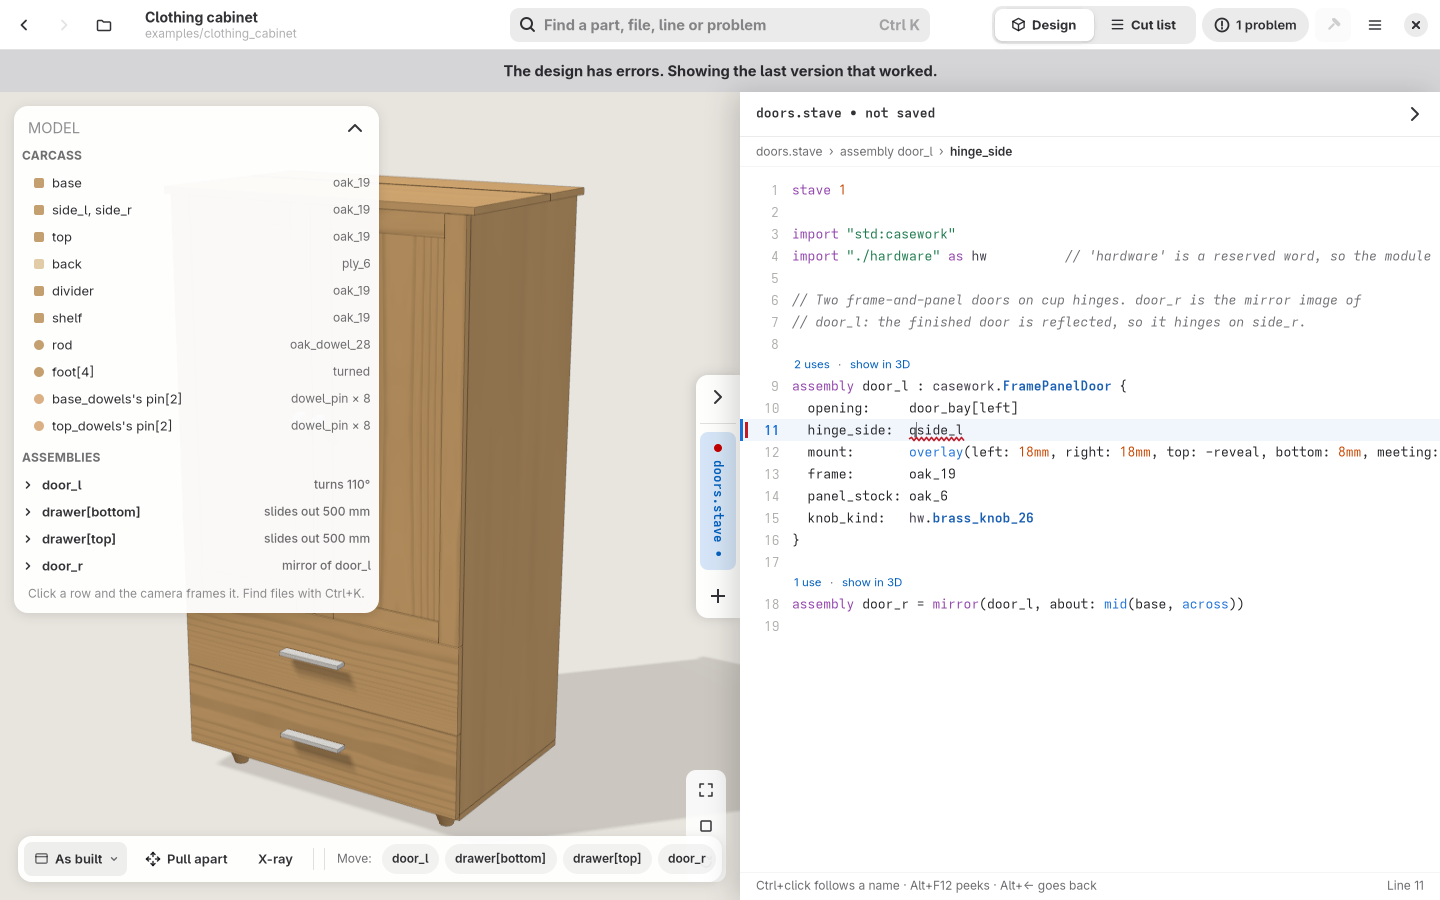 Clothing cabinet
examples/clothing_cabinet
Find a part, file, line or problem
Ctrl K
Design
Cut list
1 problem
The design has errors. Showing the last version that worked.
MODEL
CARCASS
base oak_19
side_l, side_r oak_19
top oak_19
back ply_6
divider oak_19
shelf oak_19
rod oak_dowel_28
foot[4] turned
base_dowels's pin[2] dowel_pin × 8
top_dowels's pin[2] dowel_pin × 8
ASSEMBLIES
door_l turns 110°
drawer[bottom] slides out 500 mm
drawer[top] slides out 500 mm
door_r mirror of door_l
Click a row and the camera frames it. Find files with Ctrl+K.
As built
Pull apart
X-ray
Move:
door_l
drawer[bottom]
drawer[top]
door_r
doors.stave •
doors.stave • not saved
doors.stave › assembly door_l › hinge_side
1 stave 1
2
3 import "std:casework"
4 import "./hardware" as hw // 'hardware' is a reserved word, so the module
5
6 // Two frame-and-panel doors on cup hinges. door_r is the mirror image of
7 // door_l: the finished door is reflected, so it hinges on side_r.
8
2 uses · show in 3D
9 assembly door_l : casework.FramePanelDoor {
10 opening: door_bay[left]
11 hinge_side: qside_l
12 mount: overlay(left: 18mm, right: 18mm, top: -reveal, bottom: 8mm, meeting:
13 frame: oak_19
14 panel_stock: oak_6
15 knob_kind: hw.brass_knob_26
16 }
17
1 use · show in 3D
18 assembly door_r = mirror(door_l, about: mid(base, across))
19
Ctrl+click follows a name · Alt+F12 peeks · Alt+← goes back
Line 11